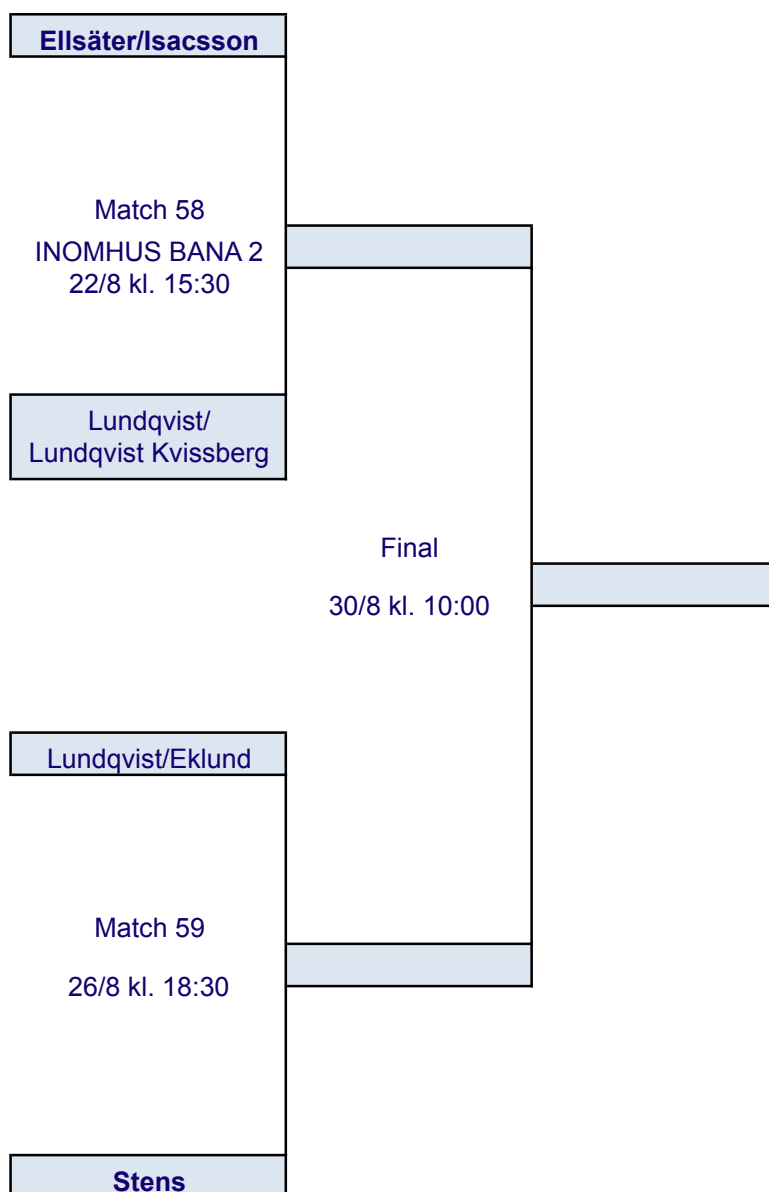 Ellsäter/Isacsson
Match 58
INOMHUS BANA 2
22/8 kl. 15:30
Lundqvist/
Lundqvist Kvissberg
Final
30/8 kl. 10:00
Lundqvist/Eklund
Match 59
26/8 kl. 18:30
Stens